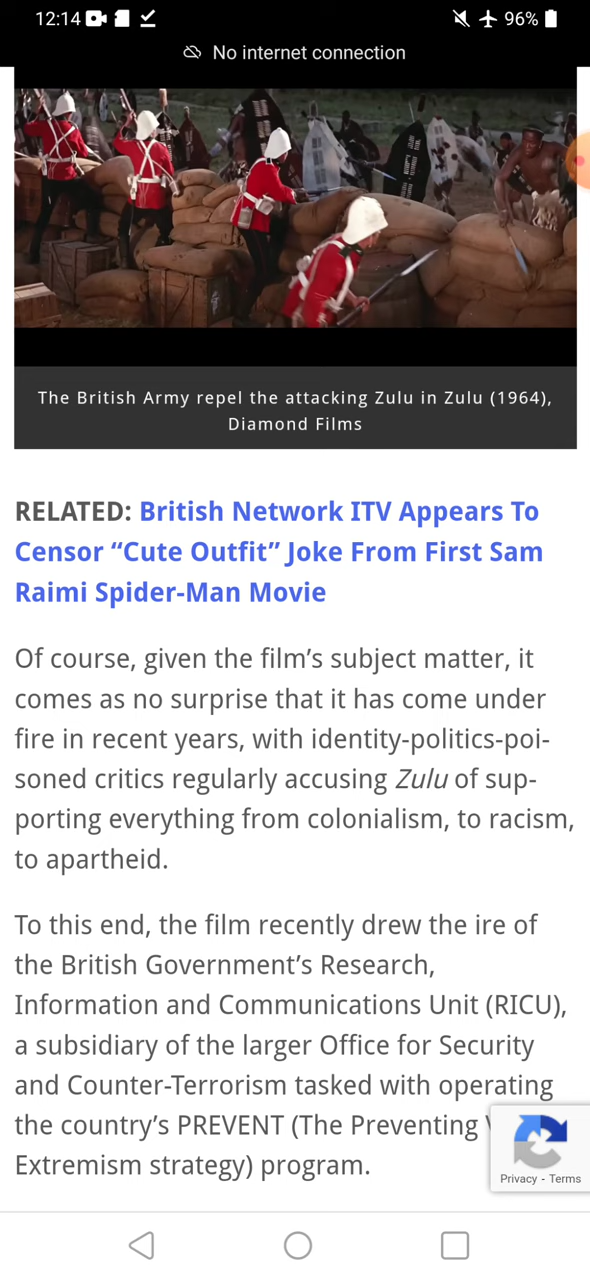 12:14
96%
No internet connection
The British Army repel the attacking Zulu in Zulu (1964),
Diamond Films
RELATED: British Network ITV Appears To
Censor “Cute Outfit” Joke From First Sam
Raimi Spider-Man Movie
Of course, given the film’s subject matter, it
comes as no surprise that it has come under
fire in recent years, with identity-politics-poi-
soned critics regularly accusing Zulu of sup-
porting everything from colonialism, to racism,
to apartheid.
To this end, the film recently drew the ire of
the British Government’s Research,
Information and Communications Unit (RICU),
a subsidiary of the larger Office for Security
and Counter-Terrorism tasked with operating
the country’s PREVENT (The Preventing
Extremism strategy) program.
Privacy - Terms